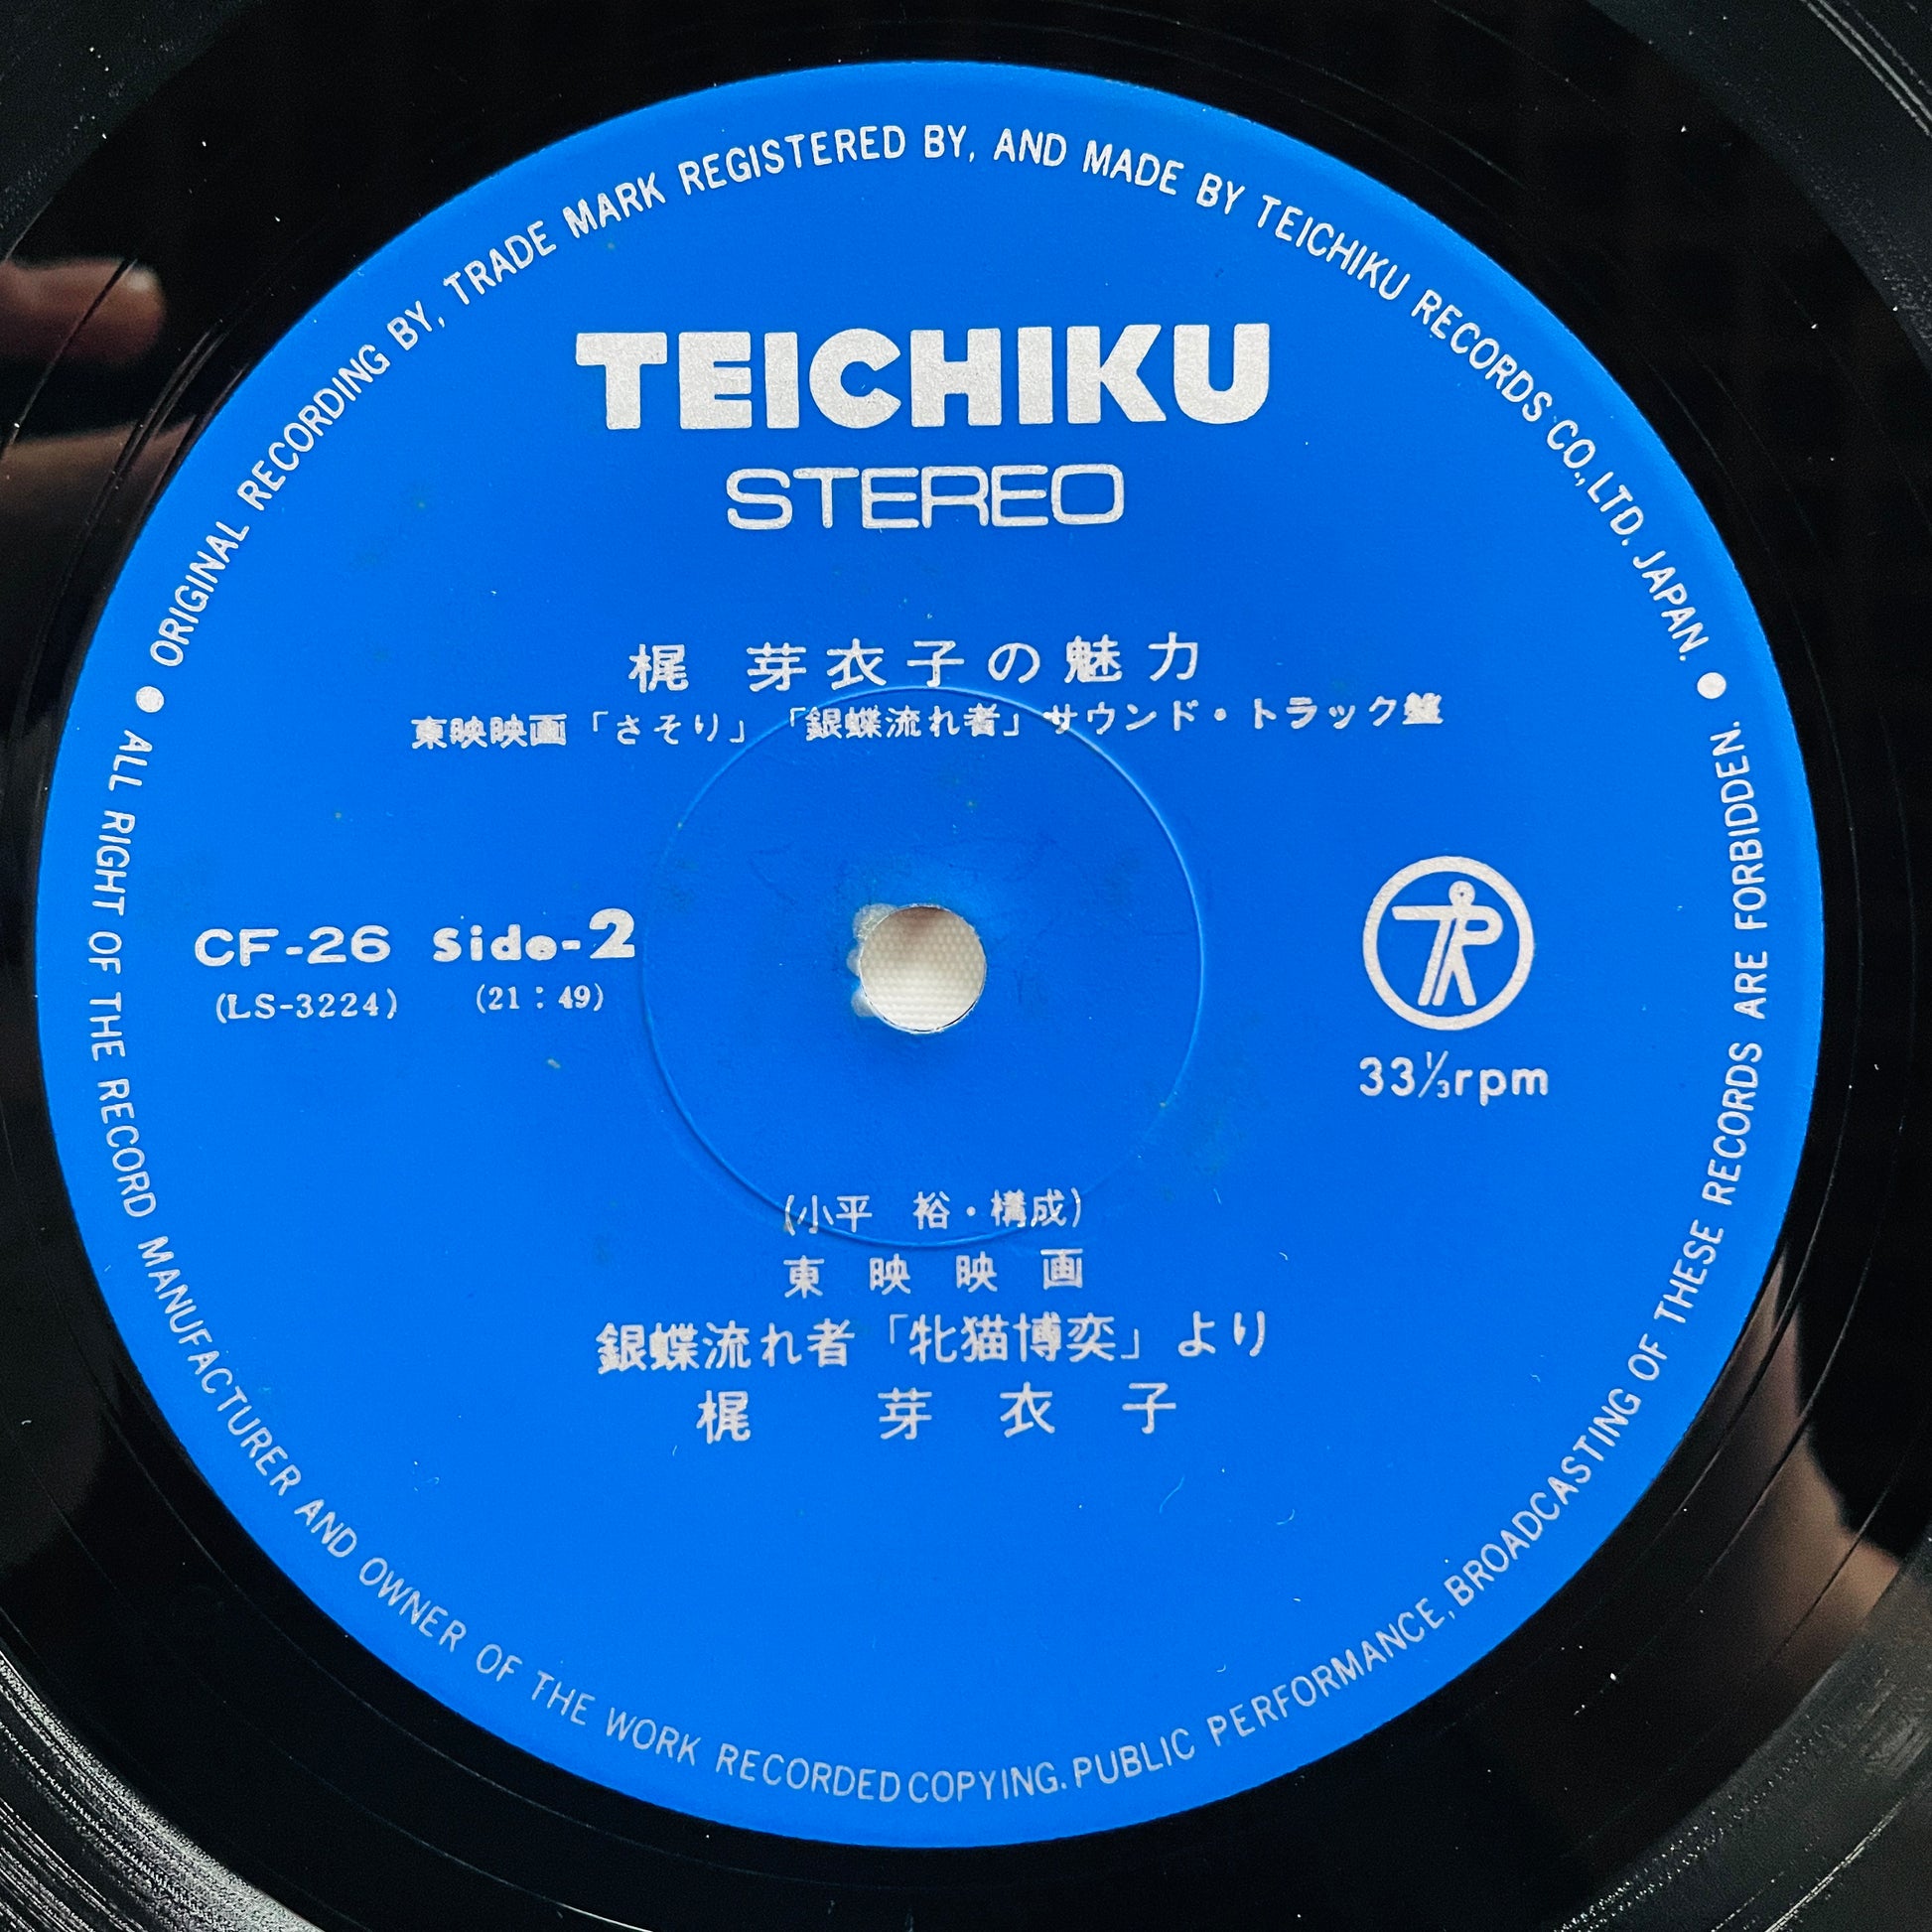 ● ORIGINAL RECORDING BY, TRADE MARK REGISTERED BY, AND MADE BY TEICHIKU RECORDS CO., LTD. JAPAN. ●
TEICHIKU
STEREO
梶 芽衣子の魅力
東映映画「さそり」「銀蝶流れ者」サウンド・トラック盤
CF-26 Side-2
(LS-3224) (21:49)
TR
33⅓rpm
(小平 裕・構成)
東映映画
銀蝶流れ者「牝猫博奕」より
梶 芽衣子
ALL RIGHT OF THE RECORD MANUFACTURER AND OWNER OF THE WORK RECORDED COPYING. PUBLIC PERFORMANCE, BROADCASTING OF THESE RECORDS ARE FORBIDDEN.